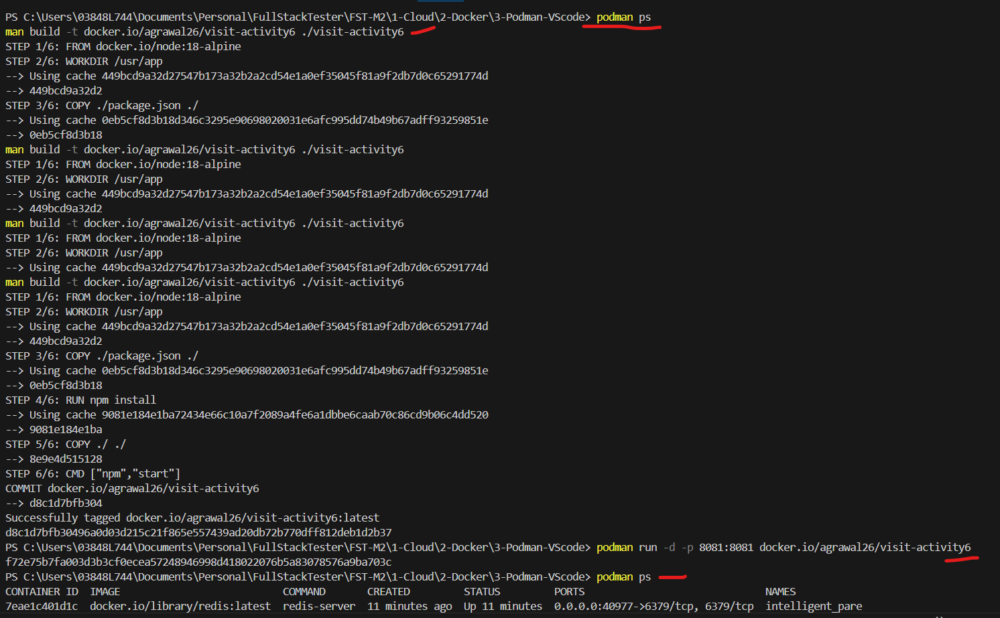 PS C:\Users\03848L744\Documents\Personal\FullStackTester\FST-M2\1-Cloud\2-Docker\3-Podman-VScode> podman ps
man build -t docker.io/agrawal26/visit-activity6 ./visit-activity6
STEP 1/6: FROM docker.io/node:18-alpine
STEP 2/6: WORKDIR /usr/app
--> Using cache 449bcd9a32d27547b173a32b2a2cd54e1a0ef35045f81a9f2db7d0c65291774d
--> 449bcd9a32d2
STEP 3/6: COPY ./package.json ./
--> Using cache 0eb5cf8d3b18d346c3295e90698020031e6afc995dd74b49b67adff93259851e
--> 0eb5cf8d3b18
man build -t docker.io/agrawal26/visit-activity6 ./visit-activity6
STEP 1/6: FROM docker.io/node:18-alpine
STEP 2/6: WORKDIR /usr/app
--> Using cache 449bcd9a32d27547b173a32b2a2cd54e1a0ef35045f81a9f2db7d0c65291774d
--> 449bcd9a32d2
man build -t docker.io/agrawal26/visit-activity6 ./visit-activity6
STEP 1/6: FROM docker.io/node:18-alpine
STEP 2/6: WORKDIR /usr/app
--> Using cache 449bcd9a32d27547b173a32b2a2cd54e1a0ef35045f81a9f2db7d0c65291774d
man build -t docker.io/agrawal26/visit-activity6 ./visit-activity6
STEP 1/6: FROM docker.io/node:18-alpine
STEP 2/6: WORKDIR /usr/app
--> Using cache 449bcd9a32d27547b173a32b2a2cd54e1a0ef35045f81a9f2db7d0c65291774d
--> 449bcd9a32d2
STEP 3/6: COPY ./package.json ./
--> Using cache 0eb5cf8d3b18d346c3295e90698020031e6afc995dd74b49b67adff93259851e
--> 0eb5cf8d3b18
STEP 4/6: RUN npm install
--> Using cache 9081e184e1ba72434e66c10a7f2089a4fe6a1dbbe6caab70c86cd9b06c4dd520
--> 9081e184e1ba
STEP 5/6: COPY ./ ./
--> 8e9e4d515128
STEP 6/6: CMD ["npm","start"]
COMMIT docker.io/agrawal26/visit-activity6
--> d8c1d7bfb304
Successfully tagged docker.io/agrawal26/visit-activity6:latest
d8c1d7bfb30496a0d03d215c21f865e557439ad20db72b770dff812deb1d2b37
PS C:\Users\03848L744\Documents\Personal\FullStackTester\FST-M2\1-Cloud\2-Docker\3-Podman-VScode> podman run -d -p 8081:8081 docker.io/agrawal26/visit-activity6
f72e75b7fa003d3b3cf0ecea57248946998d418022076b5a83078576a9ba703c
PS C:\Users\03848L744\Documents\Personal\FullStackTester\FST-M2\1-Cloud\2-Docker\3-Podman-VScode> podman ps
CONTAINER ID  IMAGE                           COMMAND       CREATED         STATUS        PORTS                              NAMES
7eae1c401d1c  docker.io/library/redis:latest  redis-server  11 minutes ago  Up 11 minutes  0.0.0.0:40977->6379/tcp, 6379/tcp  intelligent_pare